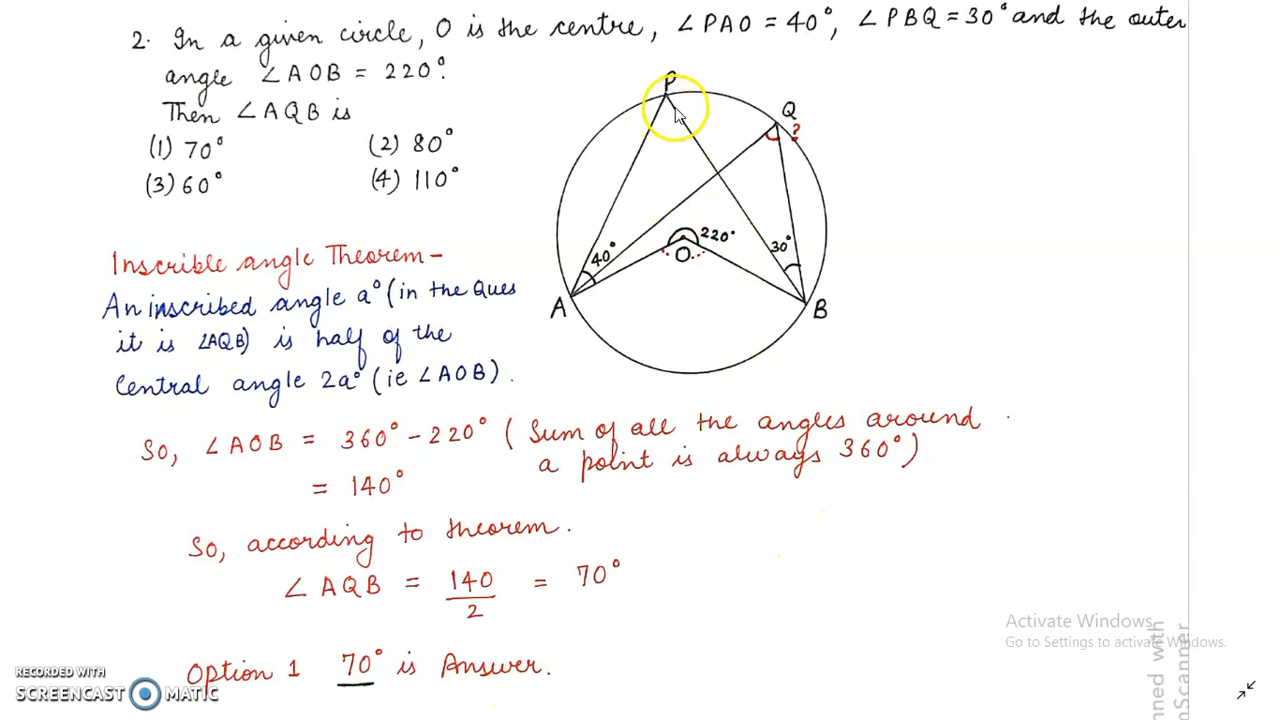 2. In a given circle, O is the centre, ∠PAO = 40°, ∠PBQ = 30° and the outer
angle ∠AOB = 220°.
Then ∠AQB is
(1) 70° (2) 80°
(3) 60° (4) 110°
P
Q
?
40°
220°
30°
O
A
B
Inscrible angle Theorem-
An inscribed angle a° (in the Ques
it is ∠AQB) is half of the
Central angle 2a° (ie ∠AOB).
So, ∠AOB = 360° - 220° (Sum of all the angles around
a point is always 360°)
= 140°
So, according to theorem.
∠AQB = 140/2 = 70°
Option 1 70° is Answer.
Activate Windows
Go to Settings to activate Windows.
RECORDED WITH
SCREENCAST MATIC
nned with
Scanner